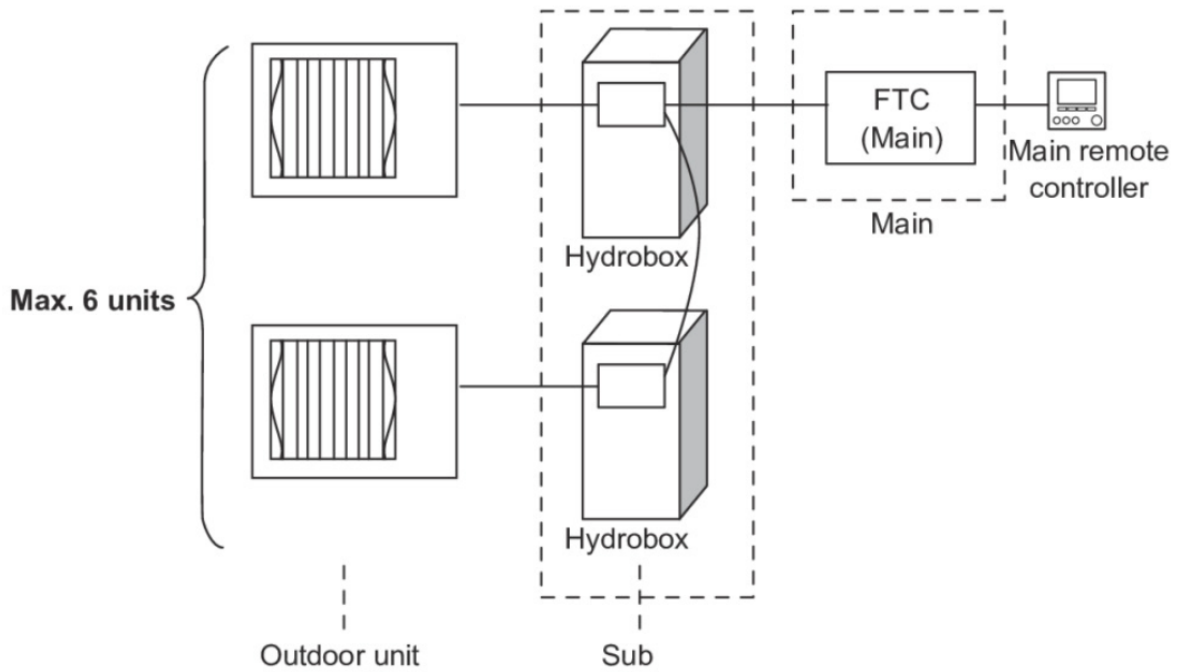 FTC
(Main)
Main remote
controller
Main
Hydrobox
Max. 6 units
Hydrobox
Outdoor unit
Sub